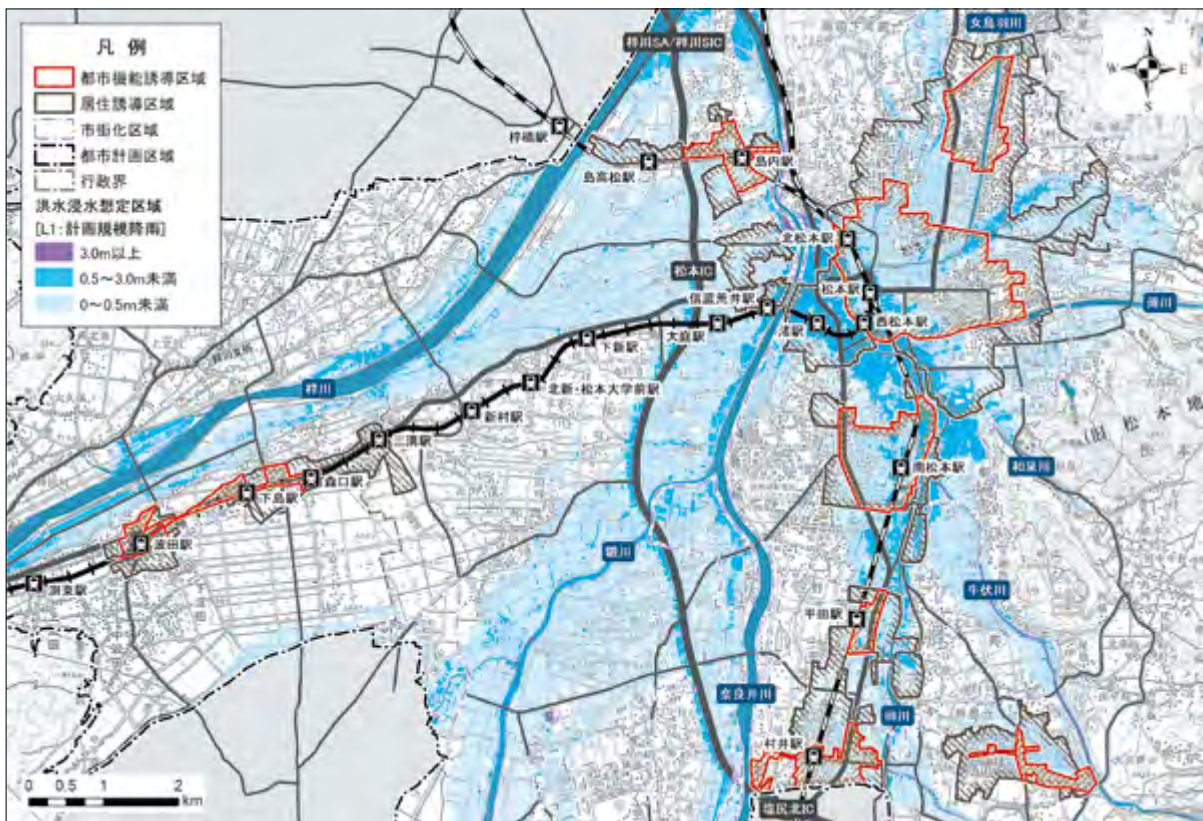 凡例
都市機能誘導区域
居住誘導区域
市街化区域
都市計画区域
行政界
洪水浸水想定区域
[L1:計画規模降雨]
3.0m以上
0.5～3.0m未満
0～0.5m未満
N
W
E
S
梓川SA/梓川SIC
女鳥羽川
梓橋駅
島高松駅
島内駅
北松本駅
松本IC
松本駅
信濃荒井駅
薄川
渚駅
西松本駅
大庭駅
下新駅
北新・松本大学前駅
梓川
新村駅
三溝駅
森口駅
下島駅
波田駅
渕東駅
南松本駅
和泉川
鎖川
牛伏川
平田駅
奈良井川
田川
村井駅
塩尻北IC
0 0.5 1 2
km